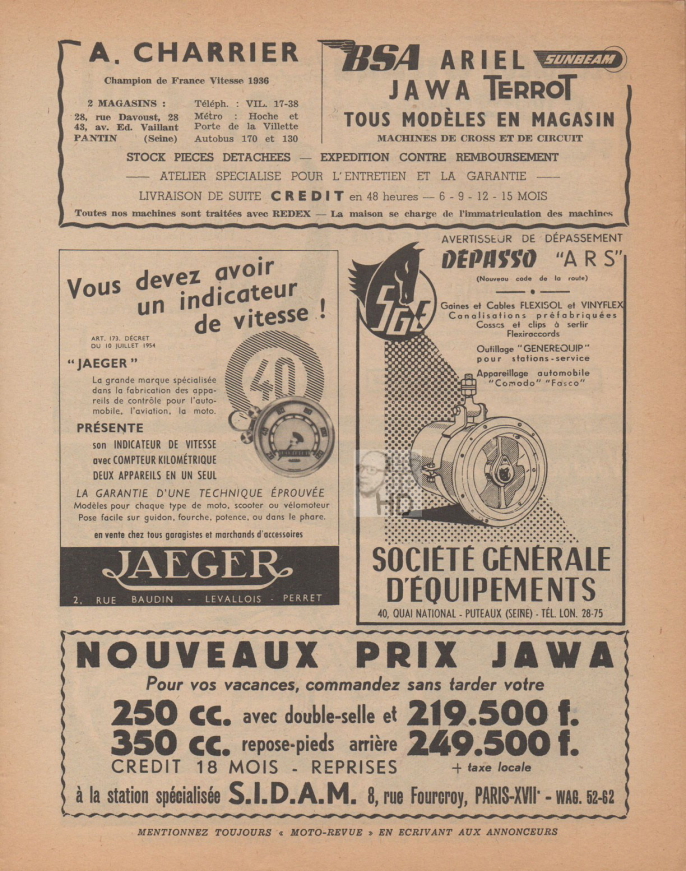 A. CHARRIER
Champion de France Vitesse 1936
2 MAGASINS :
28, rue Davoust, 28
43, av. Ed. Vaillant
PANTIN (Seine)
Téléph. : VIL. 17-38
Métro : Hoche et
Porte de la Villette
Autobus 170 et 130
BSA ARIEL SUNBEAM
JAWA TERROT
TOUS MODÈLES EN MAGASIN
MACHINES DE CROSS ET DE CIRCUIT
STOCK PIECES DETACHEES — EXPEDITION CONTRE REMBOURSEMENT
—— ATELIER SPECIALISE POUR L'ENTRETIEN ET LA GARANTIE ——
LIVRAISON DE SUITE CREDIT en 48 heures — 6 - 9 - 12 - 15 MOIS
Toutes nos machines sont traitées avec REDEX — La maison se charge de l'immatriculation des machines
Vous devez avoir
un indicateur
de vitesse !
ART. 173. DÉCRET
DU 10 JUILLET 1954
40
"JAEGER"
La grande marque spécialisée
dans la fabrication des appa-
reils de contrôle pour l'auto-
mobile, l'aviation, la moto.
PRÉSENTE
son INDICATEUR DE VITESSE
avec COMPTEUR KILOMÉTRIQUE
DEUX APPAREILS EN UN SEUL
LA GARANTIE D'UNE TECHNIQUE ÉPROUVÉE
Modèles pour chaque type de moto, scooter ou vélomoteur
Pose facile sur guidon, fourche, potence, ou dans le phare.
en vente chez tous garagistes et marchands d'accessoires
JAEGER
2, RUE BAUDIN - LEVALLOIS - PERRET
AVERTISSEUR DE DÉPASSEMENT
DÉPASSO "ARS"
(Nouveau code de la route)
SGE
Gaines et Cables FLEXISOL et VINYFLEX
Canalisations préfabriquées
Cosses et clips à sertir
Flexiraccords
Outillage "GENEREQUIP"
pour stations-service
Appareillage automobile
"Comodo" "Fasco"
HD
SOCIÉTÉ GÉNÉRALE
D'ÉQUIPEMENTS
40, QUAI NATIONAL - PUTEAUX (SEINE) - TÉL. LON. 28-75
NOUVEAUX PRIX JAWA
Pour vos vacances, commandez sans tarder votre
250 cc. avec double-selle et 219.500 f.
350 cc. repose-pieds arrière 249.500 f.
CREDIT 18 MOIS - REPRISES + taxe locale
à la station spécialisée S.I.D.A.M. 8, rue Fourcroy, PARIS-XVIIᵉ - WAG. 52-62
MENTIONNEZ TOUJOURS « MOTO-REVUE » EN ECRIVANT AUX ANNONCEURS